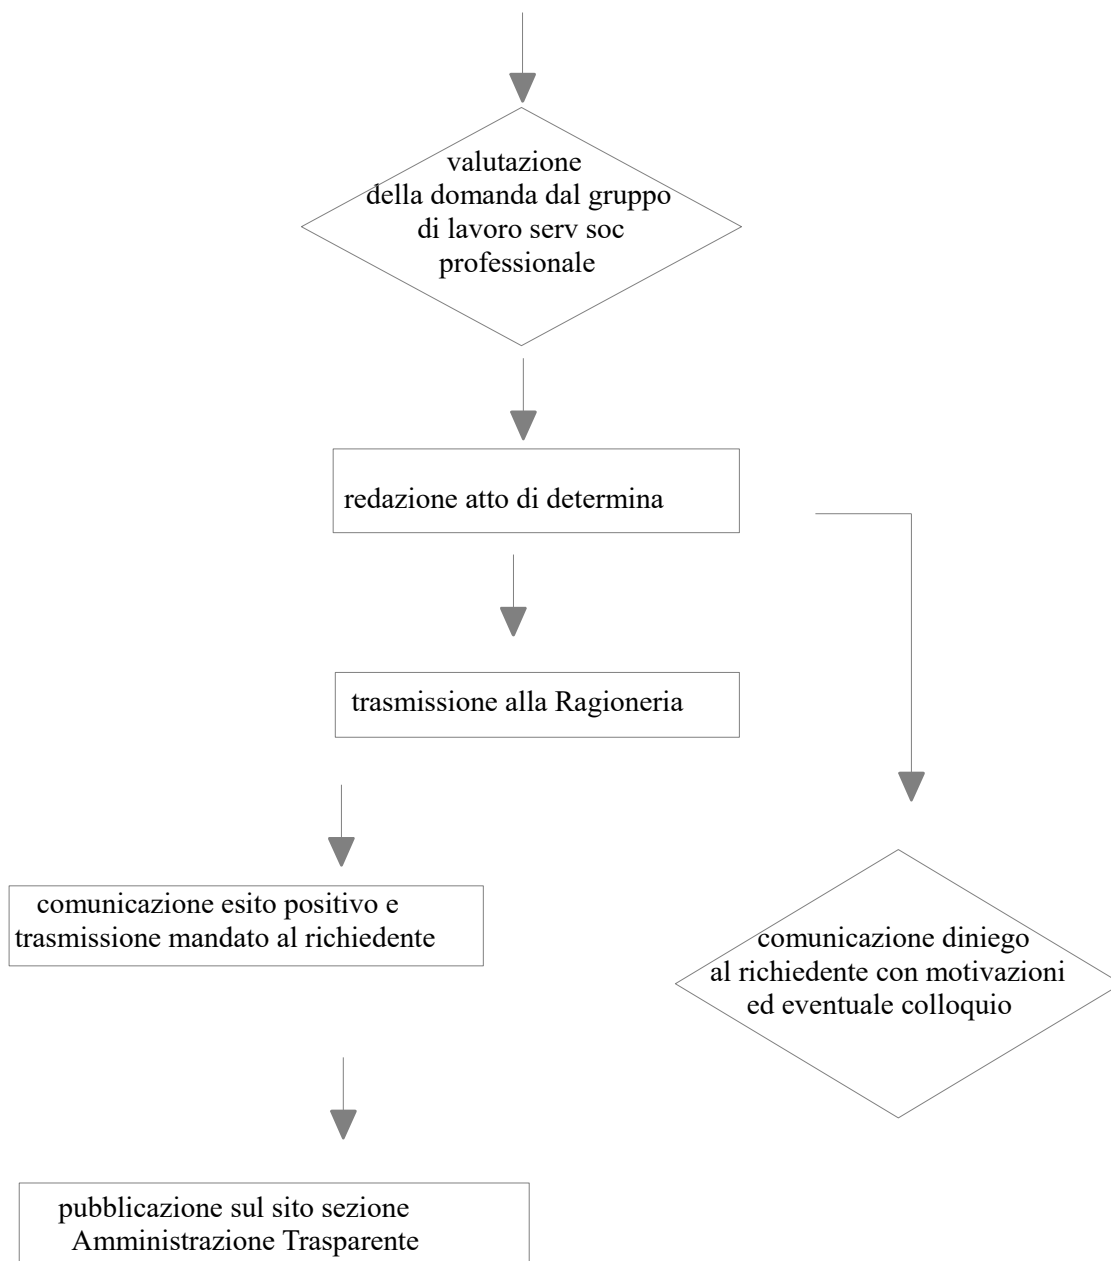 valutazione
della domanda dal gruppo
di lavoro serv soc
professionale
redazione atto di determina
trasmissione alla Ragioneria
comunicazione esito positivo e
trasmissione mandato al richiedente
comunicazione diniego
al richiedente con motivazioni
ed eventuale colloquio
pubblicazione sul sito sezione
Amministrazione Trasparente